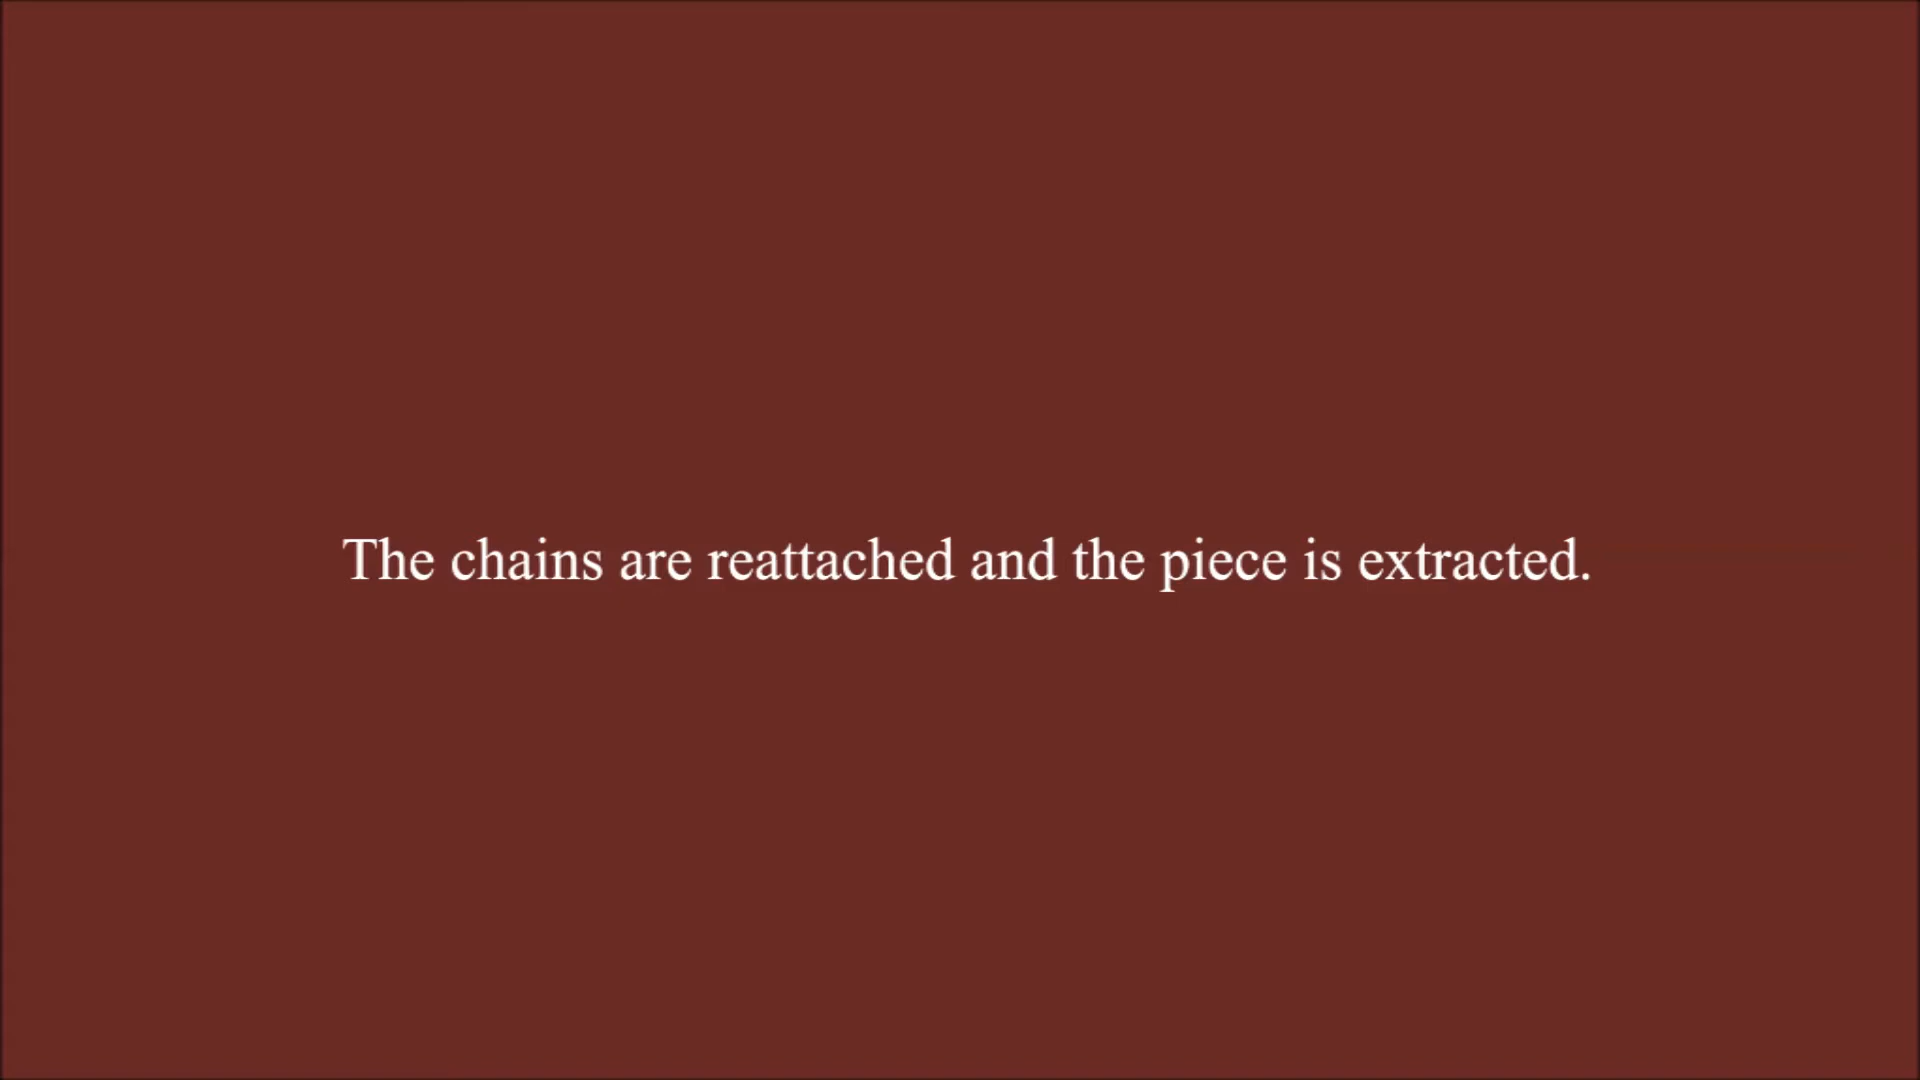 The chains are reattached and the piece is extracted.